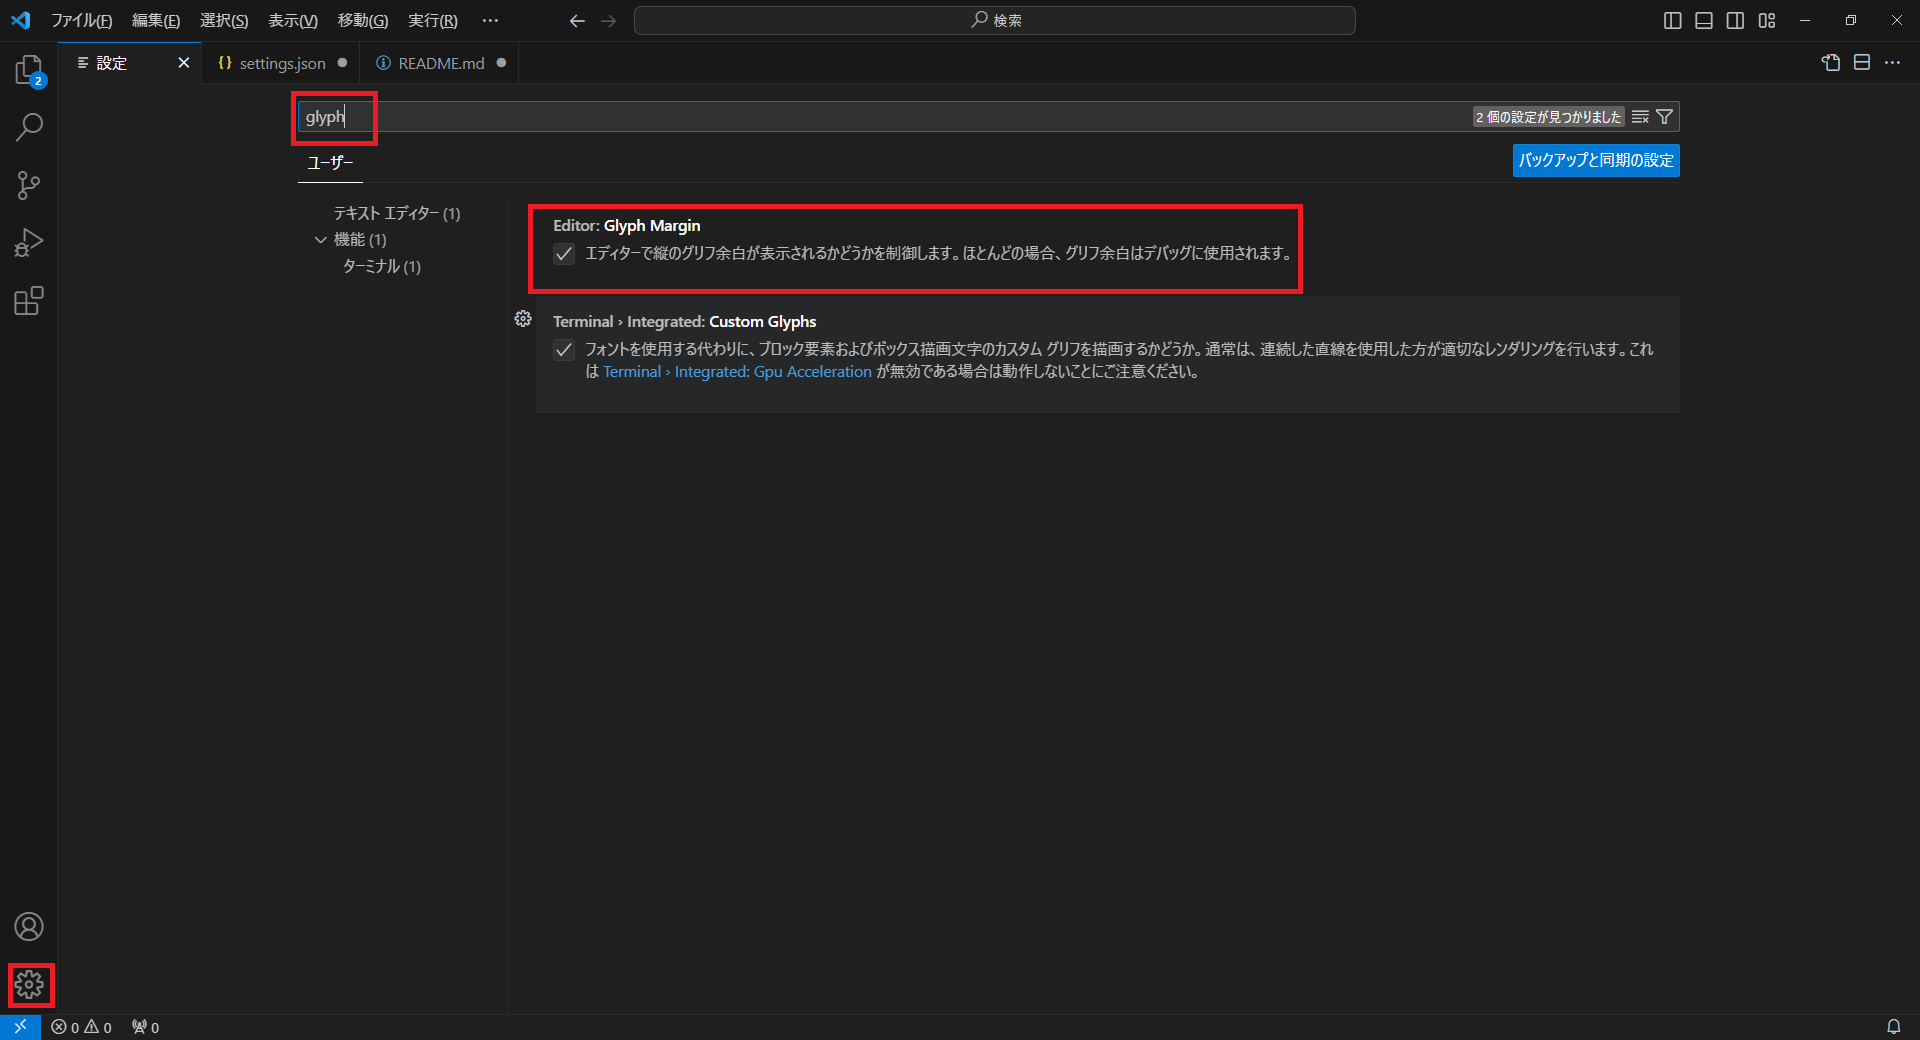 ファイル(F) 編集(E) 選択(S) 表示(V) 移動(G) 実行(R) ··· 検索
設定 settings.json README.md
2
glyph 2 個の設定が見つかりました
ユーザー バックアップと同期の設定
テキスト エディター (1)
機能 (1)
ターミナル (1)
Editor: Glyph Margin
エディターで縦のグリフ余白が表示されるかどうかを制御します。ほとんどの場合、グリフ余白はデバッグに使用されます。
Terminal › Integrated: Custom Glyphs
フォントを使用する代わりに、ブロック要素およびボックス描画文字のカスタム グリフを描画するかどうか。通常は、連続した直線を使用した方が適切なレンダリングを行います。これ
は Terminal › Integrated: Gpu Acceleration が無効である場合は動作しないことにご注意ください。
0 0 0